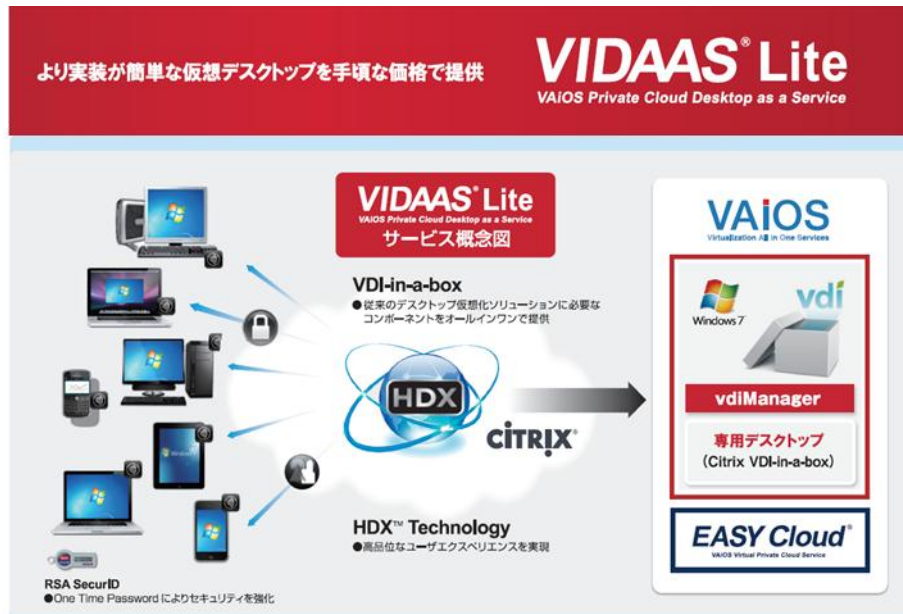 より実装が簡単な仮想デスクトップを手頃な価格で提供
VIDAAS® Lite
VAiOS Private Cloud Desktop as a Service
VIDAAS® Lite
VAiOS Private Cloud Desktop as a Service
サービス概念図
VDI-in-a-box
●従来のデスクトップ仮想化ソリューションに必要な
コンポーネントをオールインワンで提供
HDX
CITRIX®
HDX™ Technology
●高品位なユーザエクスペリエンスを実現
RSA SecurID
●One Time Password によりセキュリティを強化
VAiOS
Virtualization All in One Services
Windows 7
vdi
vdiManager
専用デスクトップ
(Citrix VDI-in-a-box)
EASY Cloud®
VAiOS Virtual Private Cloud Service